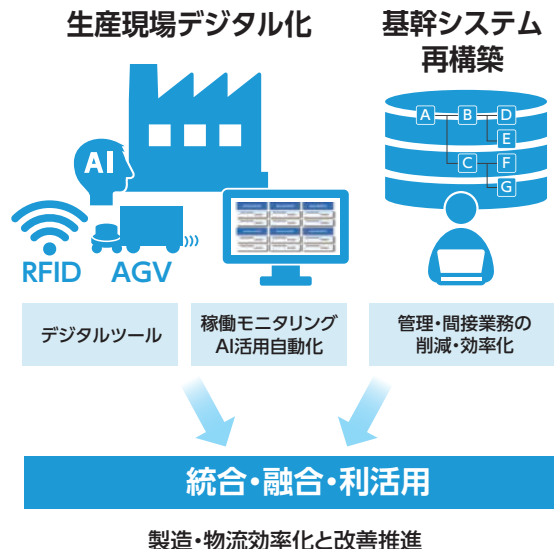 生産現場デジタル化
基幹システム
再構築
AI
RFID
AGV
A
B
D
E
C
F
G
デジタルツール
稼働モニタリング
AI活用自動化
管理・間接業務の
削減・効率化
統合・融合・利活用
製造・物流効率化と改善推進